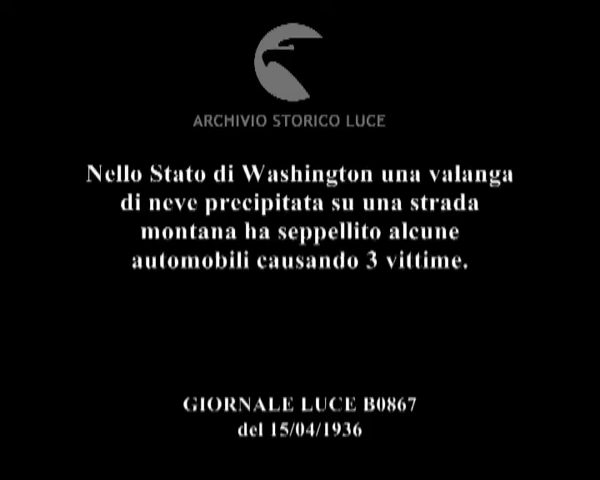 ARCHIVIO STORICO LUCE
Nello Stato di Washington una valanga
di neve precipitata su una strada
montana ha seppellito alcune
automobili causando 3 vittime.
GIORNALE LUCE B0867
del 15/04/1936